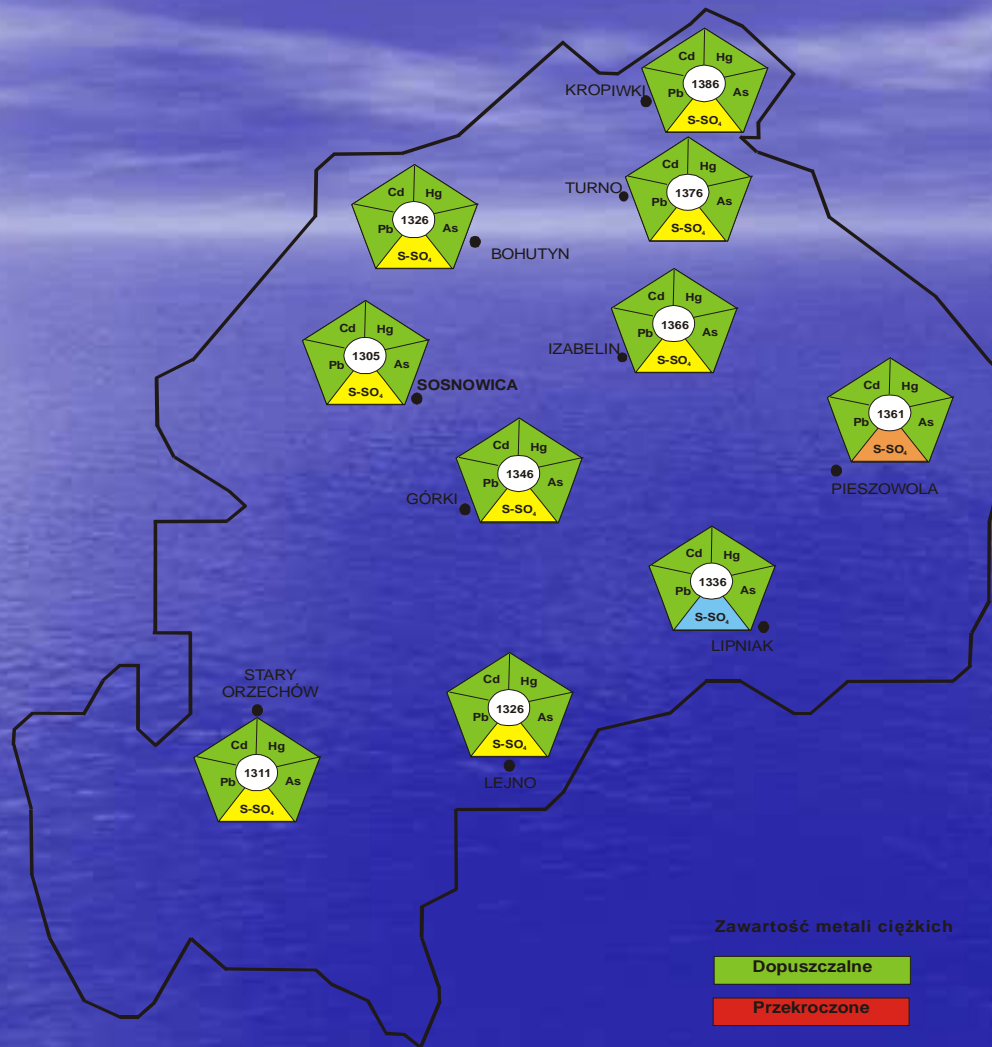 Cd Hg
1386
Pb As
S-SO₄
KROPIWKI
Cd Hg
1376
Pb As
S-SO₄
TURNO
Cd Hg
1326
Pb As
S-SO₄
BOHUTYN
Cd Hg
1366
Pb As
S-SO₄
IZABELIN
Cd Hg
1305
Pb As
S-SO₄
SOSNOWICA
Cd Hg
1361
Pb As
S-SO₄
PIESZOWOLA
Cd Hg
1346
Pb As
S-SO₄
GÓRKI
Cd Hg
1336
Pb As
S-SO₄
LIPNIAK
STARY
ORZECHÓW
Cd Hg
1311
Pb As
S-SO₄
Cd Hg
1326
Pb As
S-SO₄
LEJNO
Zawartość metali ciężkich
Dopuszczalne
Przekroczone